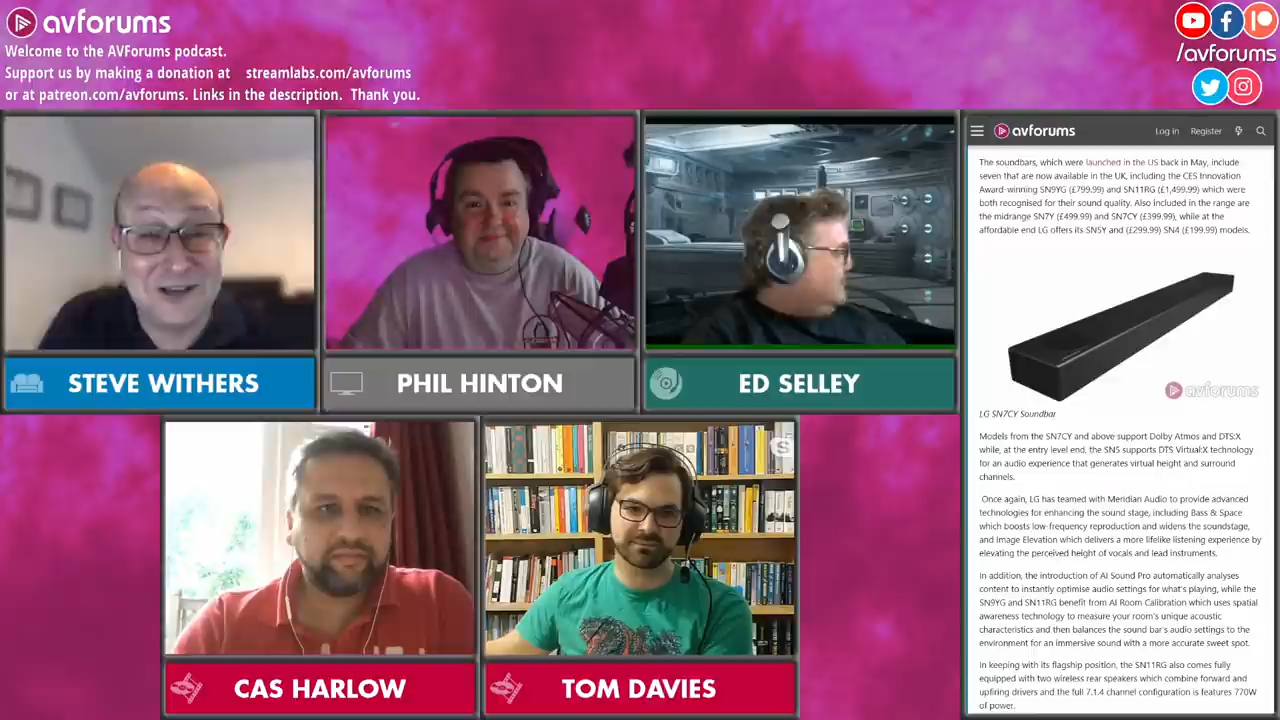 avforums
Welcome to the AVForums podcast.
Support us by making a donation at streamlabs.com/avforums
or at patreon.com/avforums. Links in the description. Thank you.
/avforums
STEVE WITHERS
PHIL HINTON
ED SELLEY
CAS HARLOW
TOM DAVIES
avforums
Log in
Register
The soundbars, which were launched in the US back in May, include
seven that are now available in the UK, including the CES Innovation
Award-winning SN9YG (£799.99) and SN11RG (£1,499.99) which were
both recognised for their sound quality. Also included in the range are
the midrange SN7Y (£499.99) and SN7CY (£399.99), while at the
affordable end LG offers its SN5Y and (£299.99) SN4 (£199.99) models.
avforums
LG SN7CY Soundbar
Models from the SN7CY and above support Dolby Atmos and DTS:X
while, at the entry level end, the SN5 supports DTS Virtual:X technology
for an audio experience that generates virtual height and surround
channels.
Once again, LG has teamed with Meridian Audio to provide advanced
technologies for enhancing the sound stage, including Bass & Space
which boosts low-frequency reproduction and widens the soundstage,
and Image Elevation which delivers a more lifelike listening experience by
elevating the perceived height of vocals and lead instruments.
In addition, the introduction of AI Sound Pro automatically analyses
content to instantly optimise audio settings for what's playing, while the
SN9YG and SN11RG benefit from AI Room Calibration which uses spatial
awareness technology to measure your room's unique acoustic
characteristics and then balances the sound bar's audio settings to the
environment for an immersive sound with a more accurate sweet spot.
In keeping with its flagship position, the SN11RG also comes fully
equipped with two wireless rear speakers which combine forward and
upfiring drivers and the full 7.1.4 channel configuration is features 770W
of power.